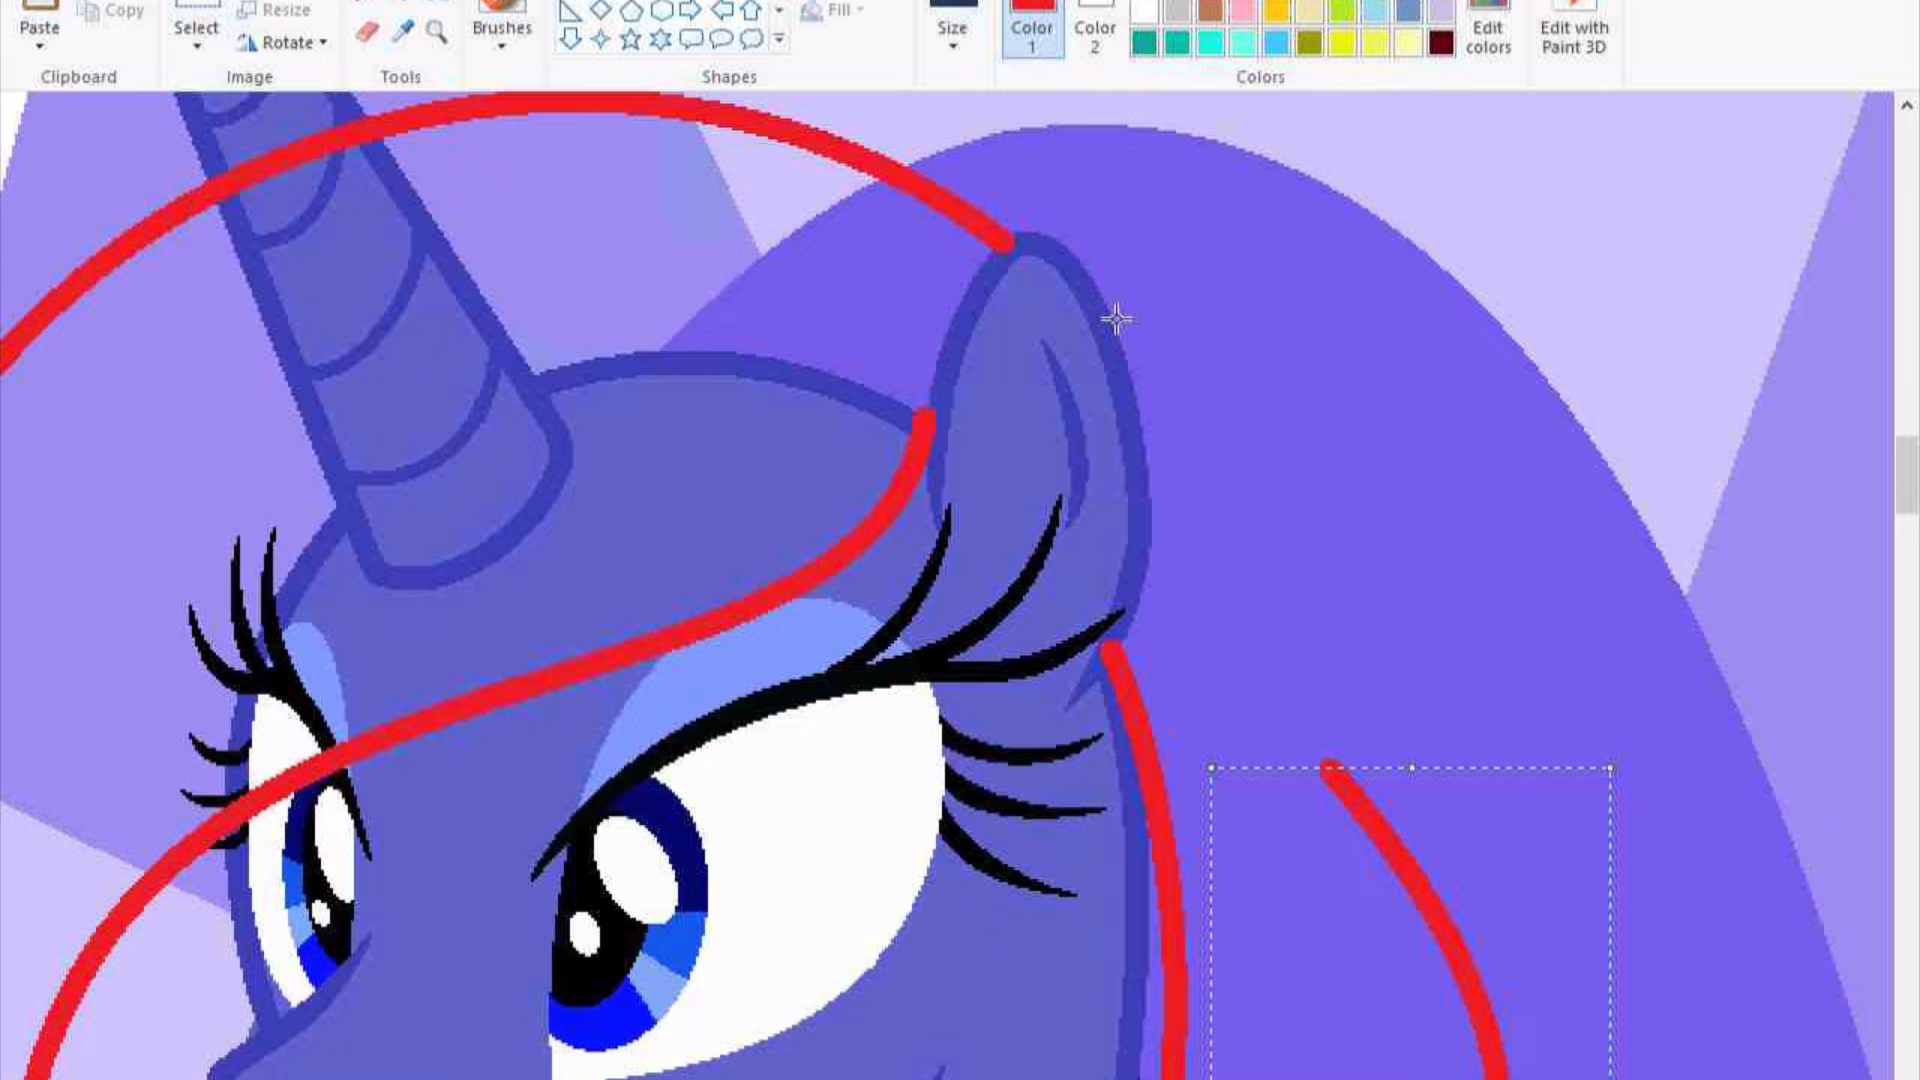 Paste
Copy
Select
Resize
Rotate
Brushes
Fill
Size
Color
1
Color
2
Edit
colors
Edit with
Paint 3D
Clipboard
Image
Tools
Shapes
Colors